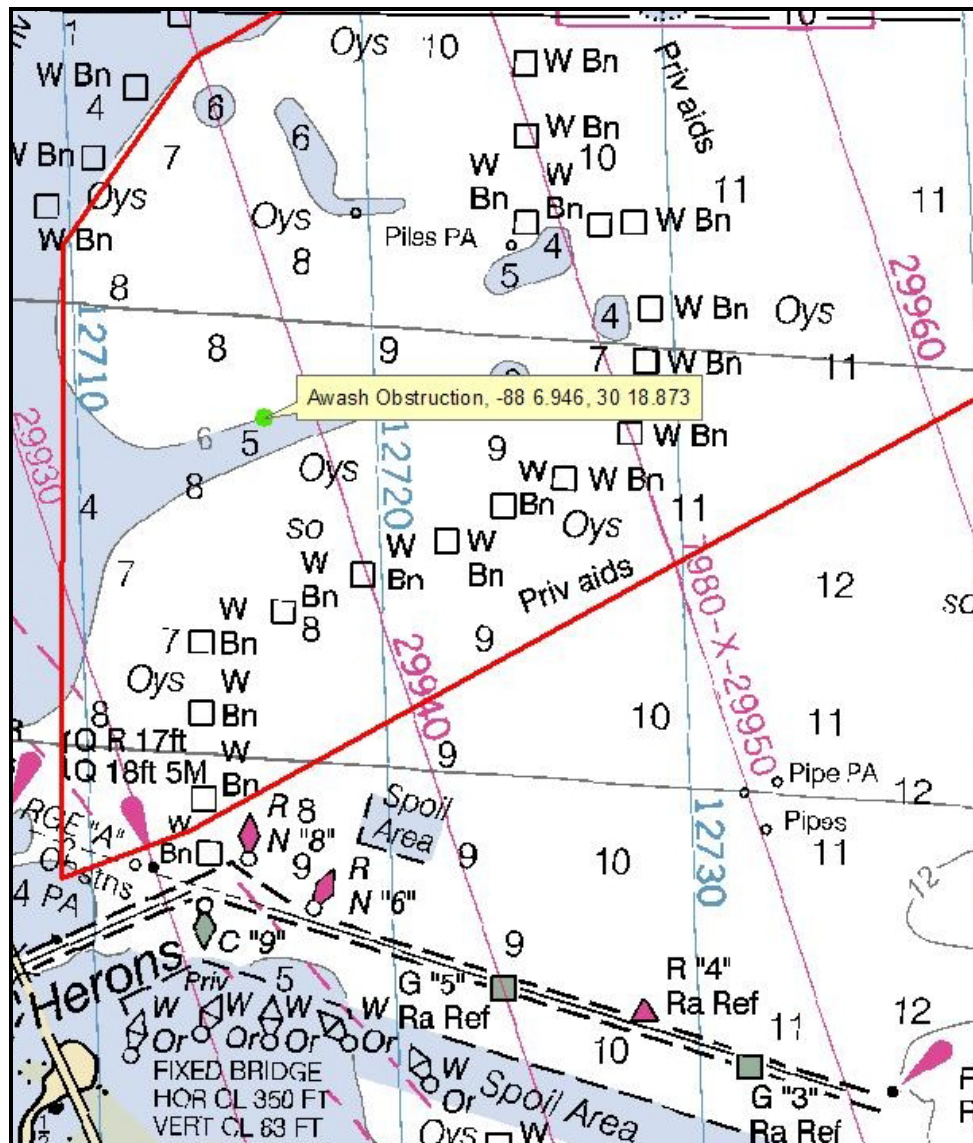 1
Oys
10
10
W Bn
W Bn
4
6
Priv aids
7
6
W Bn
10
W Bn
W
Bn
W
Bn
W Bn
11
11
Oys
Oys
W Bn
Piles PA
4
8
8
5
29960
12710
4
W Bn
Oys
8
9
7
W Bn
11
Awash Obstruction, -88 6.946, 30 18.873
29930
6
5
12720
9
W Bn
Oys
8
W
Bn
W Bn
4
11
so
Oys
W
Bn
W
Bn
W
Bn
7
Priv aids
12
so
8
7
W
Bn
9
7980-X-29950
Oys
W
Bn
29940
8
10
11
Q R 17ft
Q 18ft 5M
W
Bn
9
Pipe PA
12
RGE "A"
R
N "8"
8
Spoil
Area
12730
Pipes
11
W
Bn
Obstns
9
R
N "6"
9
10
12
4 PA
C "9"
9
Herons
Priv
5
G "5"
Ra Ref
R "4"
Ra Ref
11
12
W
Or
W
Or
W
Or
W
Or
10
FIXED BRIDGE
HOR CL 350 FT
VERT CL 63 FT
W
Or
Spoil Area
G "3"
Ra Ref
Oys
W